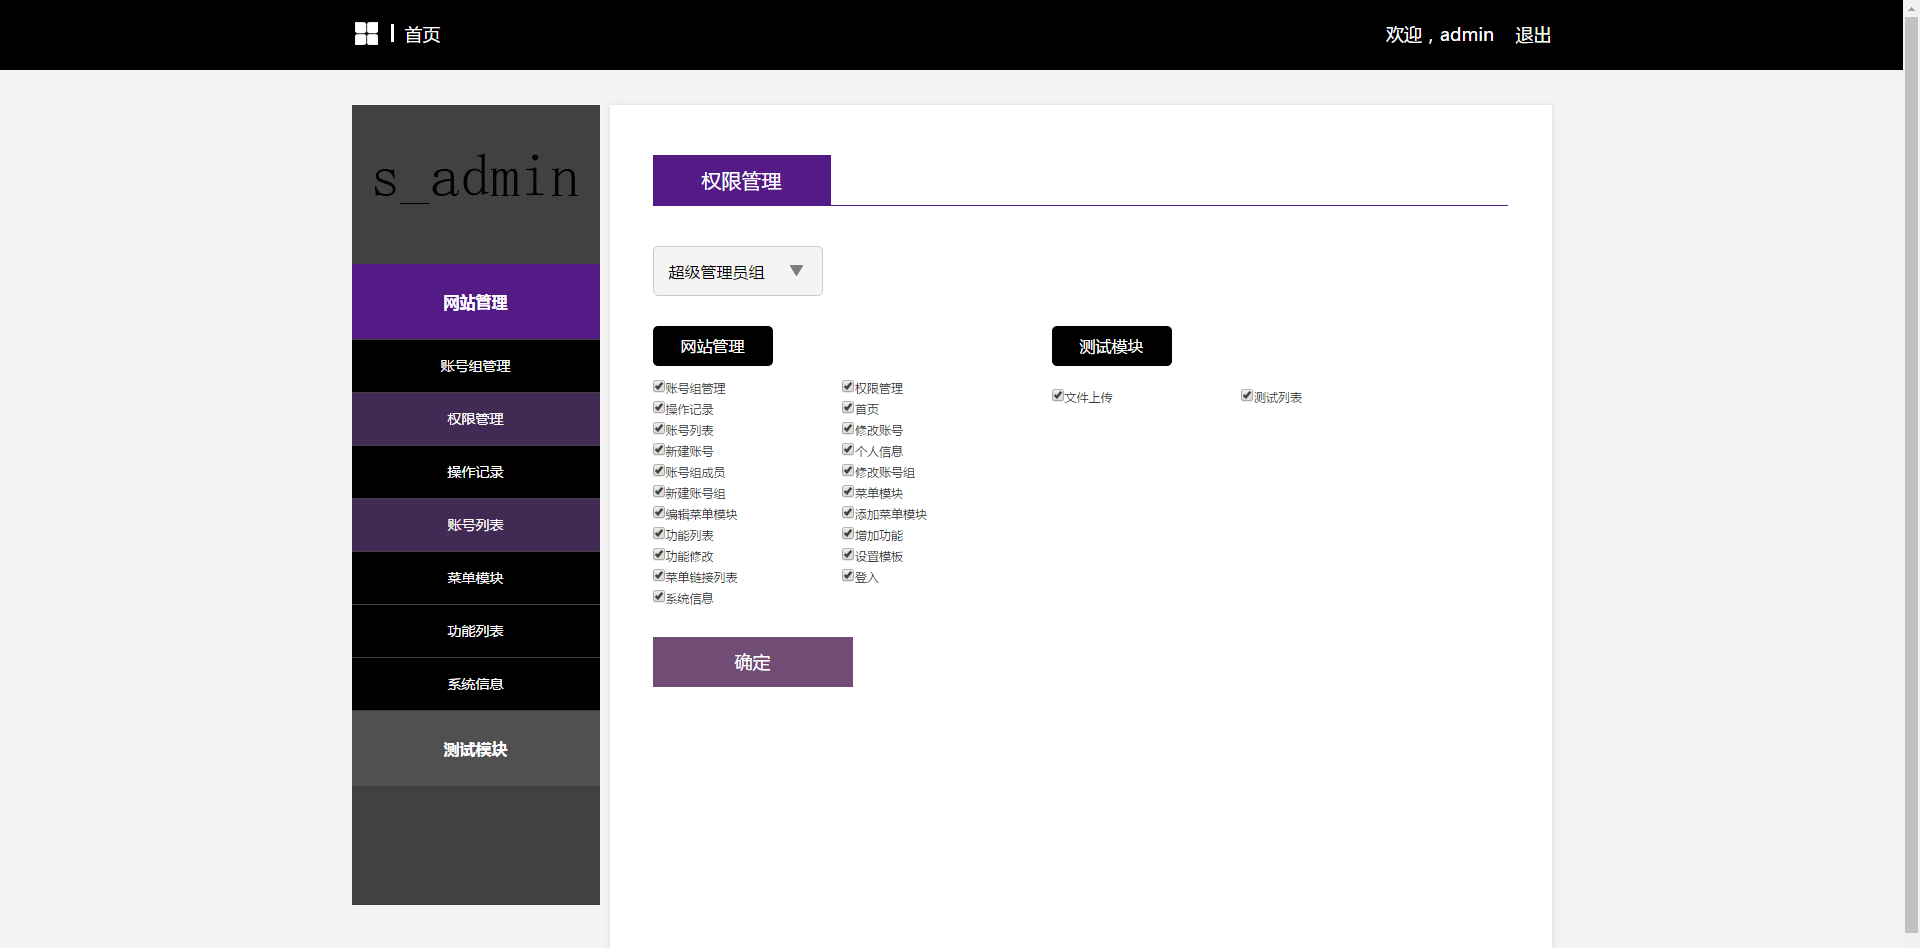 首页
欢迎，admin 退出
s_admin
网站管理
账号组管理
权限管理
操作记录
账号列表
菜单模块
功能列表
系统信息
测试模块
权限管理
超级管理员组
网站管理
账号组管理 权限管理
操作记录 首页
账号列表 修改账号
新建账号 个人信息
账号组成员 修改账号组
新建账号组 菜单模块
编辑菜单模块 添加菜单模块
功能列表 增加功能
功能修改 设置模板
菜单链接列表 登入
系统信息
测试模块
文件上传 测试列表
确定